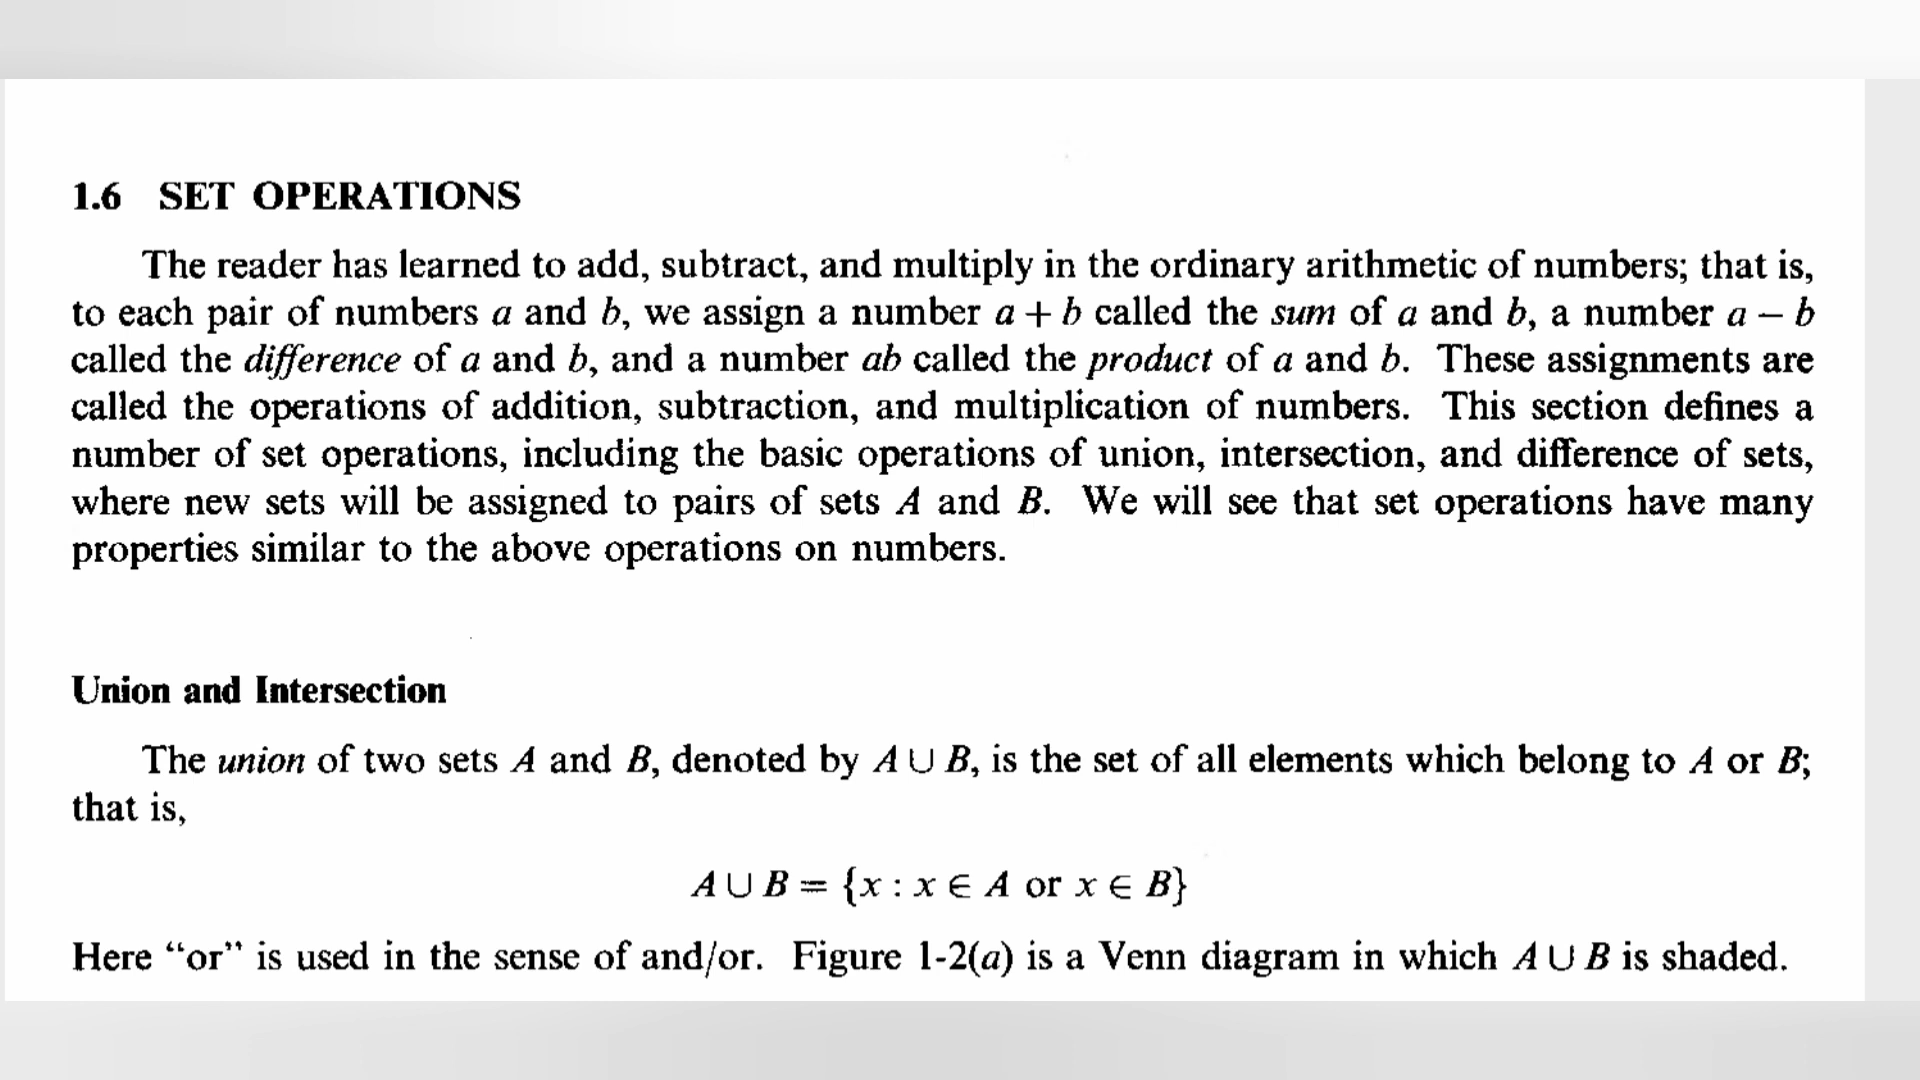 1.6 SET OPERATIONS
The reader has learned to add, subtract, and multiply in the ordinary arithmetic of numbers; that is,
to each pair of numbers a and b, we assign a number a + b called the sum of a and b, a number a − b
called the difference of a and b, and a number ab called the product of a and b. These assignments are
called the operations of addition, subtraction, and multiplication of numbers. This section defines a
number of set operations, including the basic operations of union, intersection, and difference of sets,
where new sets will be assigned to pairs of sets A and B. We will see that set operations have many
properties similar to the above operations on numbers.
Union and Intersection
The union of two sets A and B, denoted by A ∪ B, is the set of all elements which belong to A or B;
that is,
A ∪ B = {x : x ∈ A or x ∈ B}
Here “or” is used in the sense of and/or. Figure 1-2(a) is a Venn diagram in which A ∪ B is shaded.